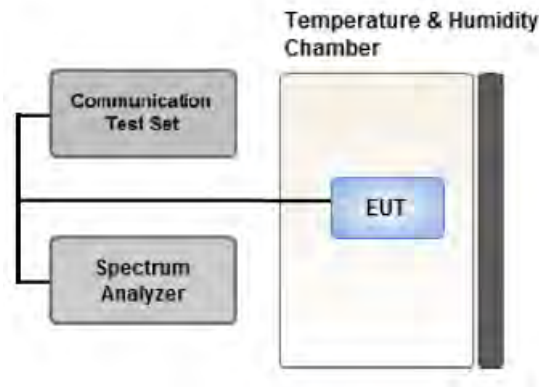 Temperature & Humidity
Chamber
Communication
Test Set
EUT
Spectrum
Analyzer